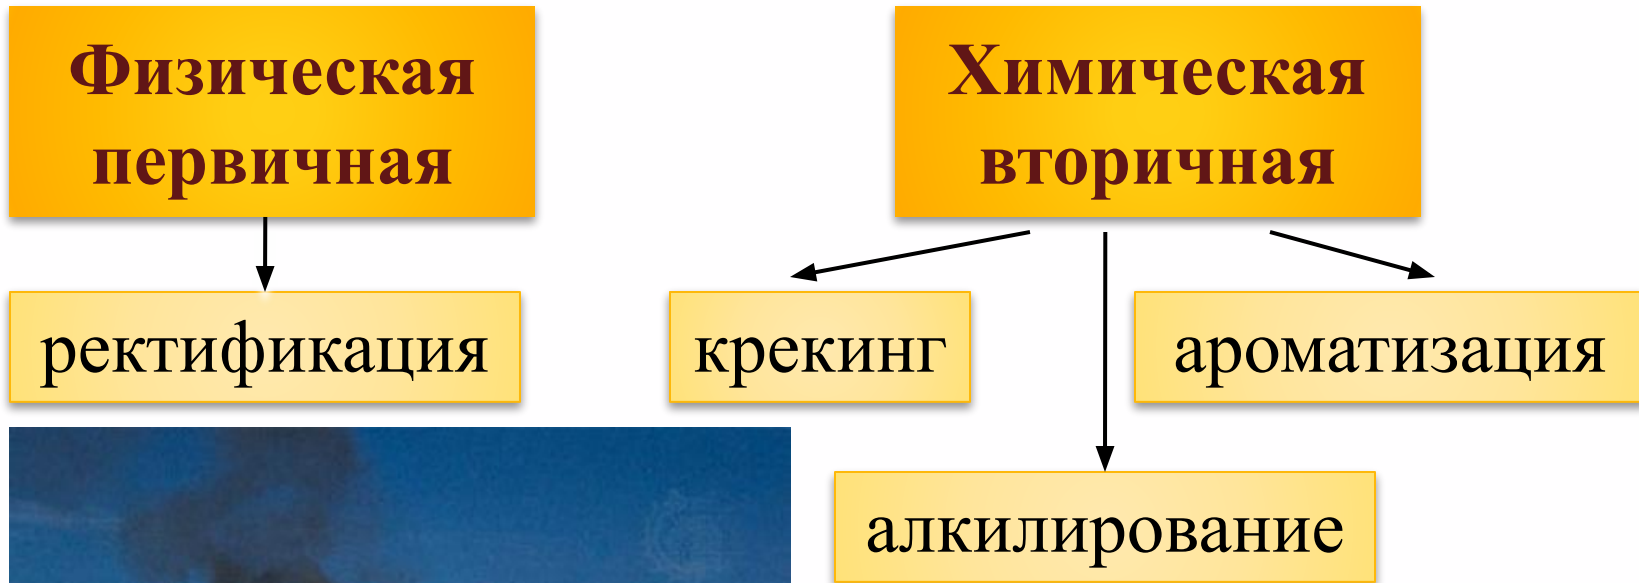 Физическая
первичная
Химическая
вторичная
ректификация
крекинг
ароматизация
алкилирование